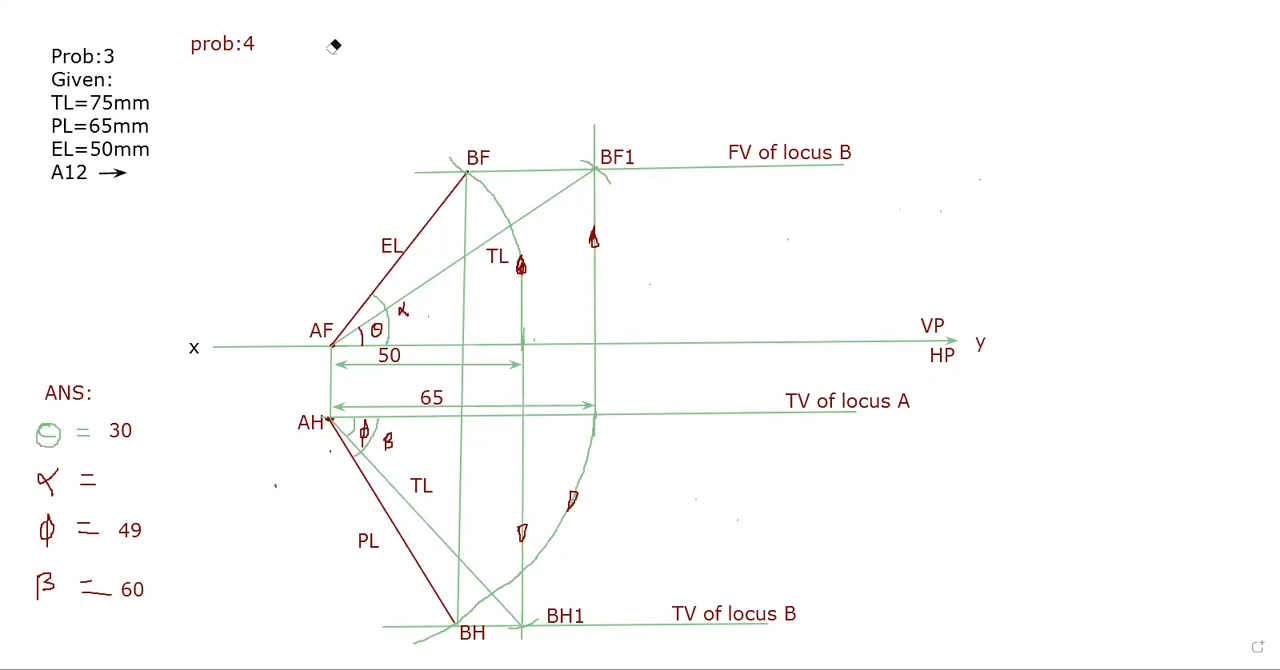 prob:4
Prob:3
Given:
TL=75mm
PL=65mm
EL=50mm
A12 →
BF
BF1
FV of locus B
EL
TL
α
AF
θ
VP
x
y
50
HP
ANS:
65
TV of locus A
AH
ϕ
β
θ = 30
α =
TL
ϕ = 49
PL
β = 60
BH1
TV of locus B
BH